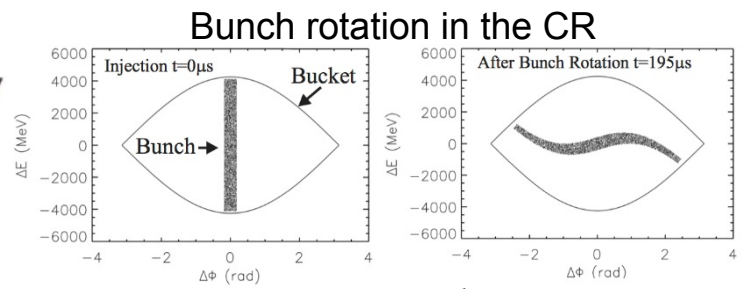 Bunch rotation in the CR
Injection t=0μs
Bucket
Bunch
6000
4000
2000
0
−2000
−4000
−6000
ΔE (MeV)
−4
−2
0
2
4
ΔΦ (rad)
After Bunch Rotation t=195μs
6000
4000
2000
0
−2000
−4000
−6000
ΔE (MeV)
−4
−2
0
2
4
ΔΦ (rad)